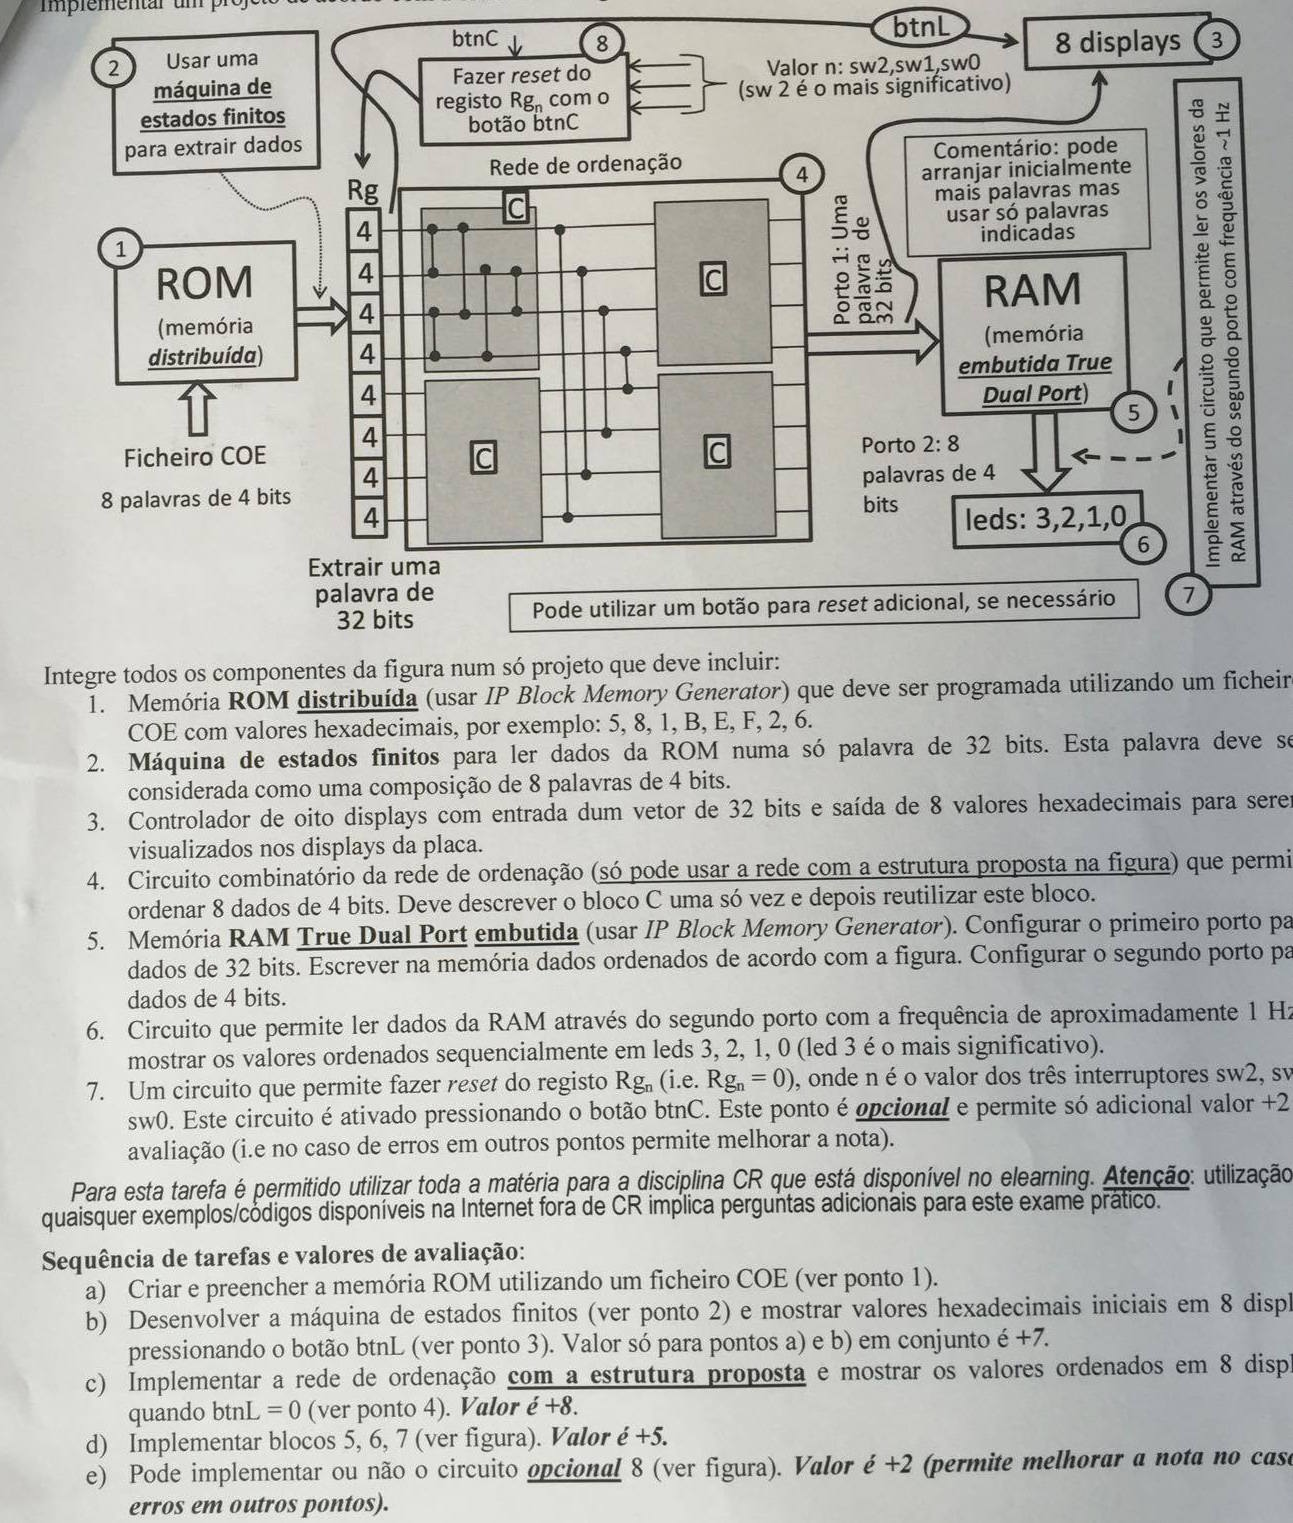 Implementar um
btnL
8 displays 3
2 Usar uma
máquina de
estados finitos
para extrair dados
btnC 8
Fazer reset do
registo Rgn com o
botão btnC
Valor n: sw2,sw1,sw0
(sw 2 é o mais significativo)
Rede de ordenação
4
Comentário: pode
arranjar inicialmente
mais palavras mas
usar só palavras
indicadas
Implementar um circuito que permite ler os valores da
RAM através do segundo porto com frequência ~1 Hz
7
Rg
4
4
4
4
4
4
4
4
C
C
C
C
1
ROM
(memória
distribuída)
Ficheiro COE
8 palavras de 4 bits
Extrair uma
palavra de
32 bits
Porto 1: Uma
palavra de
32 bits
RAM
(memória
embutida True
Dual Port)
5
Porto 2: 8
palavras de 4
bits
leds: 3,2,1,0
6
Pode utilizar um botão para reset adicional, se necessário
Integre todos os componentes da figura num só projeto que deve incluir:
1. Memória ROM distribuída (usar IP Block Memory Generator) que deve ser programada utilizando um ficheir
COE com valores hexadecimais, por exemplo: 5, 8, 1, B, E, F, 2, 6.
2. Máquina de estados finitos para ler dados da ROM numa só palavra de 32 bits. Esta palavra deve se
considerada como uma composição de 8 palavras de 4 bits.
3. Controlador de oito displays com entrada dum vetor de 32 bits e saída de 8 valores hexadecimais para serem
visualizados nos displays da placa.
4. Circuito combinatório da rede de ordenação (só pode usar a rede com a estrutura proposta na figura) que permi
ordenar 8 dados de 4 bits. Deve descrever o bloco C uma só vez e depois reutilizar este bloco.
5. Memória RAM True Dual Port embutida (usar IP Block Memory Generator). Configurar o primeiro porto pa
dados de 32 bits. Escrever na memória dados ordenados de acordo com a figura. Configurar o segundo porto pa
dados de 4 bits.
6. Circuito que permite ler dados da RAM através do segundo porto com a frequência de aproximadamente 1 Hz
mostrar os valores ordenados sequencialmente em leds 3, 2, 1, 0 (led 3 é o mais significativo).
7. Um circuito que permite fazer reset do registo Rgn (i.e. Rgn = 0), onde n é o valor dos três interruptores sw2, sw
sw0. Este circuito é ativado pressionando o botão btnC. Este ponto é opcional e permite só adicional valor +2
avaliação (i.e no caso de erros em outros pontos permite melhorar a nota).
Para esta tarefa é permitido utilizar toda a matéria para a disciplina CR que está disponível no elearning. Atenção: utilização
quaisquer exemplos/códigos disponíveis na Internet fora de CR implica perguntas adicionais para este exame prático.
Sequência de tarefas e valores de avaliação:
a) Criar e preencher a memória ROM utilizando um ficheiro COE (ver ponto 1).
b) Desenvolver a máquina de estados finitos (ver ponto 2) e mostrar valores hexadecimais iniciais em 8 displ
pressionando o botão btnL (ver ponto 3). Valor só para pontos a) e b) em conjunto é +7.
c) Implementar a rede de ordenação com a estrutura proposta e mostrar os valores ordenados em 8 displ
quando btnL = 0 (ver ponto 4). Valor é +8.
d) Implementar blocos 5, 6, 7 (ver figura). Valor é +5.
e) Pode implementar ou não o circuito opcional 8 (ver figura). Valor é +2 (permite melhorar a nota no caso
erros em outros pontos).